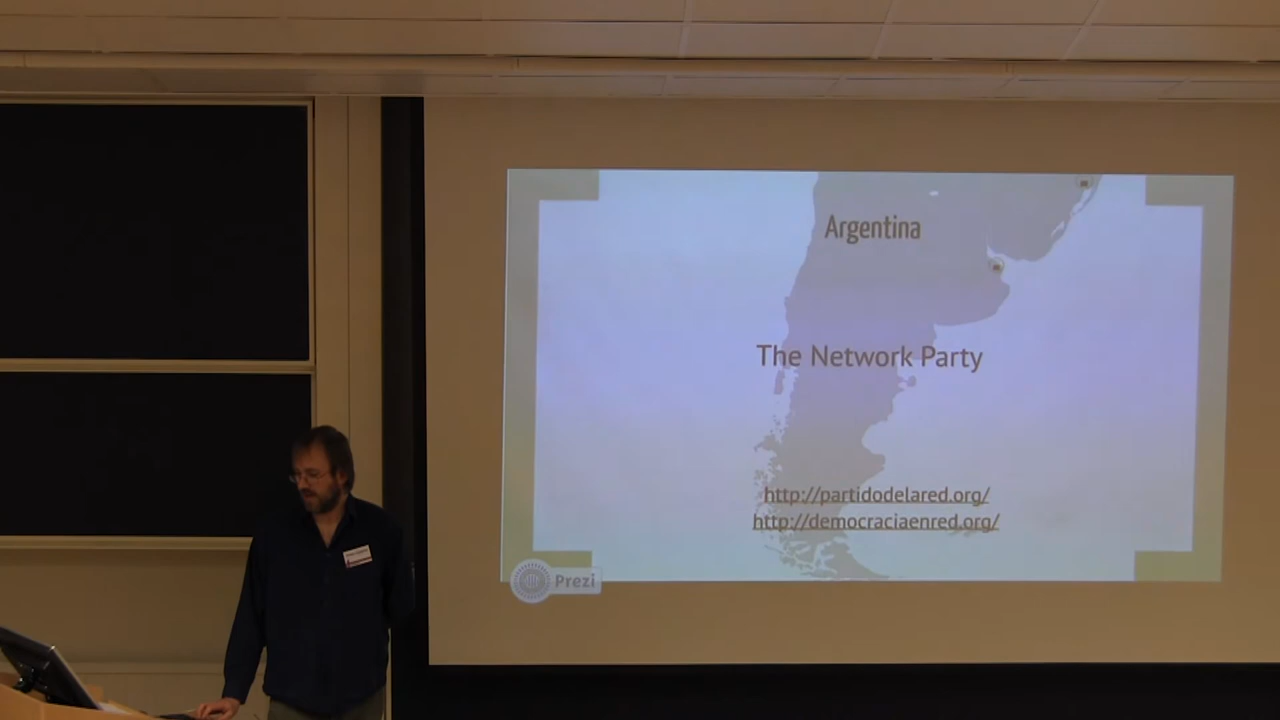 Argentina
The Network Party
http://partidodelared.org/
http://democraciaenred.org/
Prezi